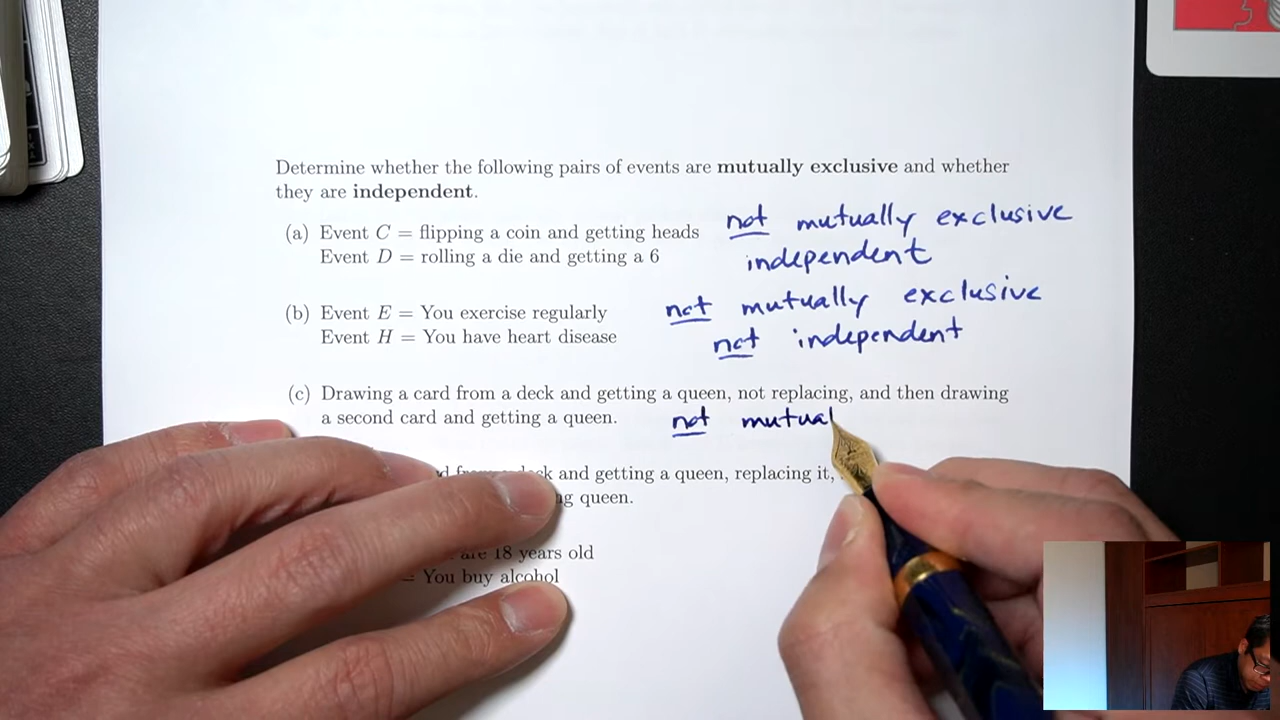 Determine whether the following pairs of events are mutually exclusive and whether
they are independent.
(a) Event C = flipping a coin and getting heads
Event D = rolling a die and getting a 6
not mutually exclusive
independent
(b) Event E = You exercise regularly
Event H = You have heart disease
not mutually exclusive
not independent
(c) Drawing a card from a deck and getting a queen, not replacing, and then drawing
a second card and getting a queen.
not mutual
and getting a queen, replacing it,
queen.
18 years old
= You buy alcohol